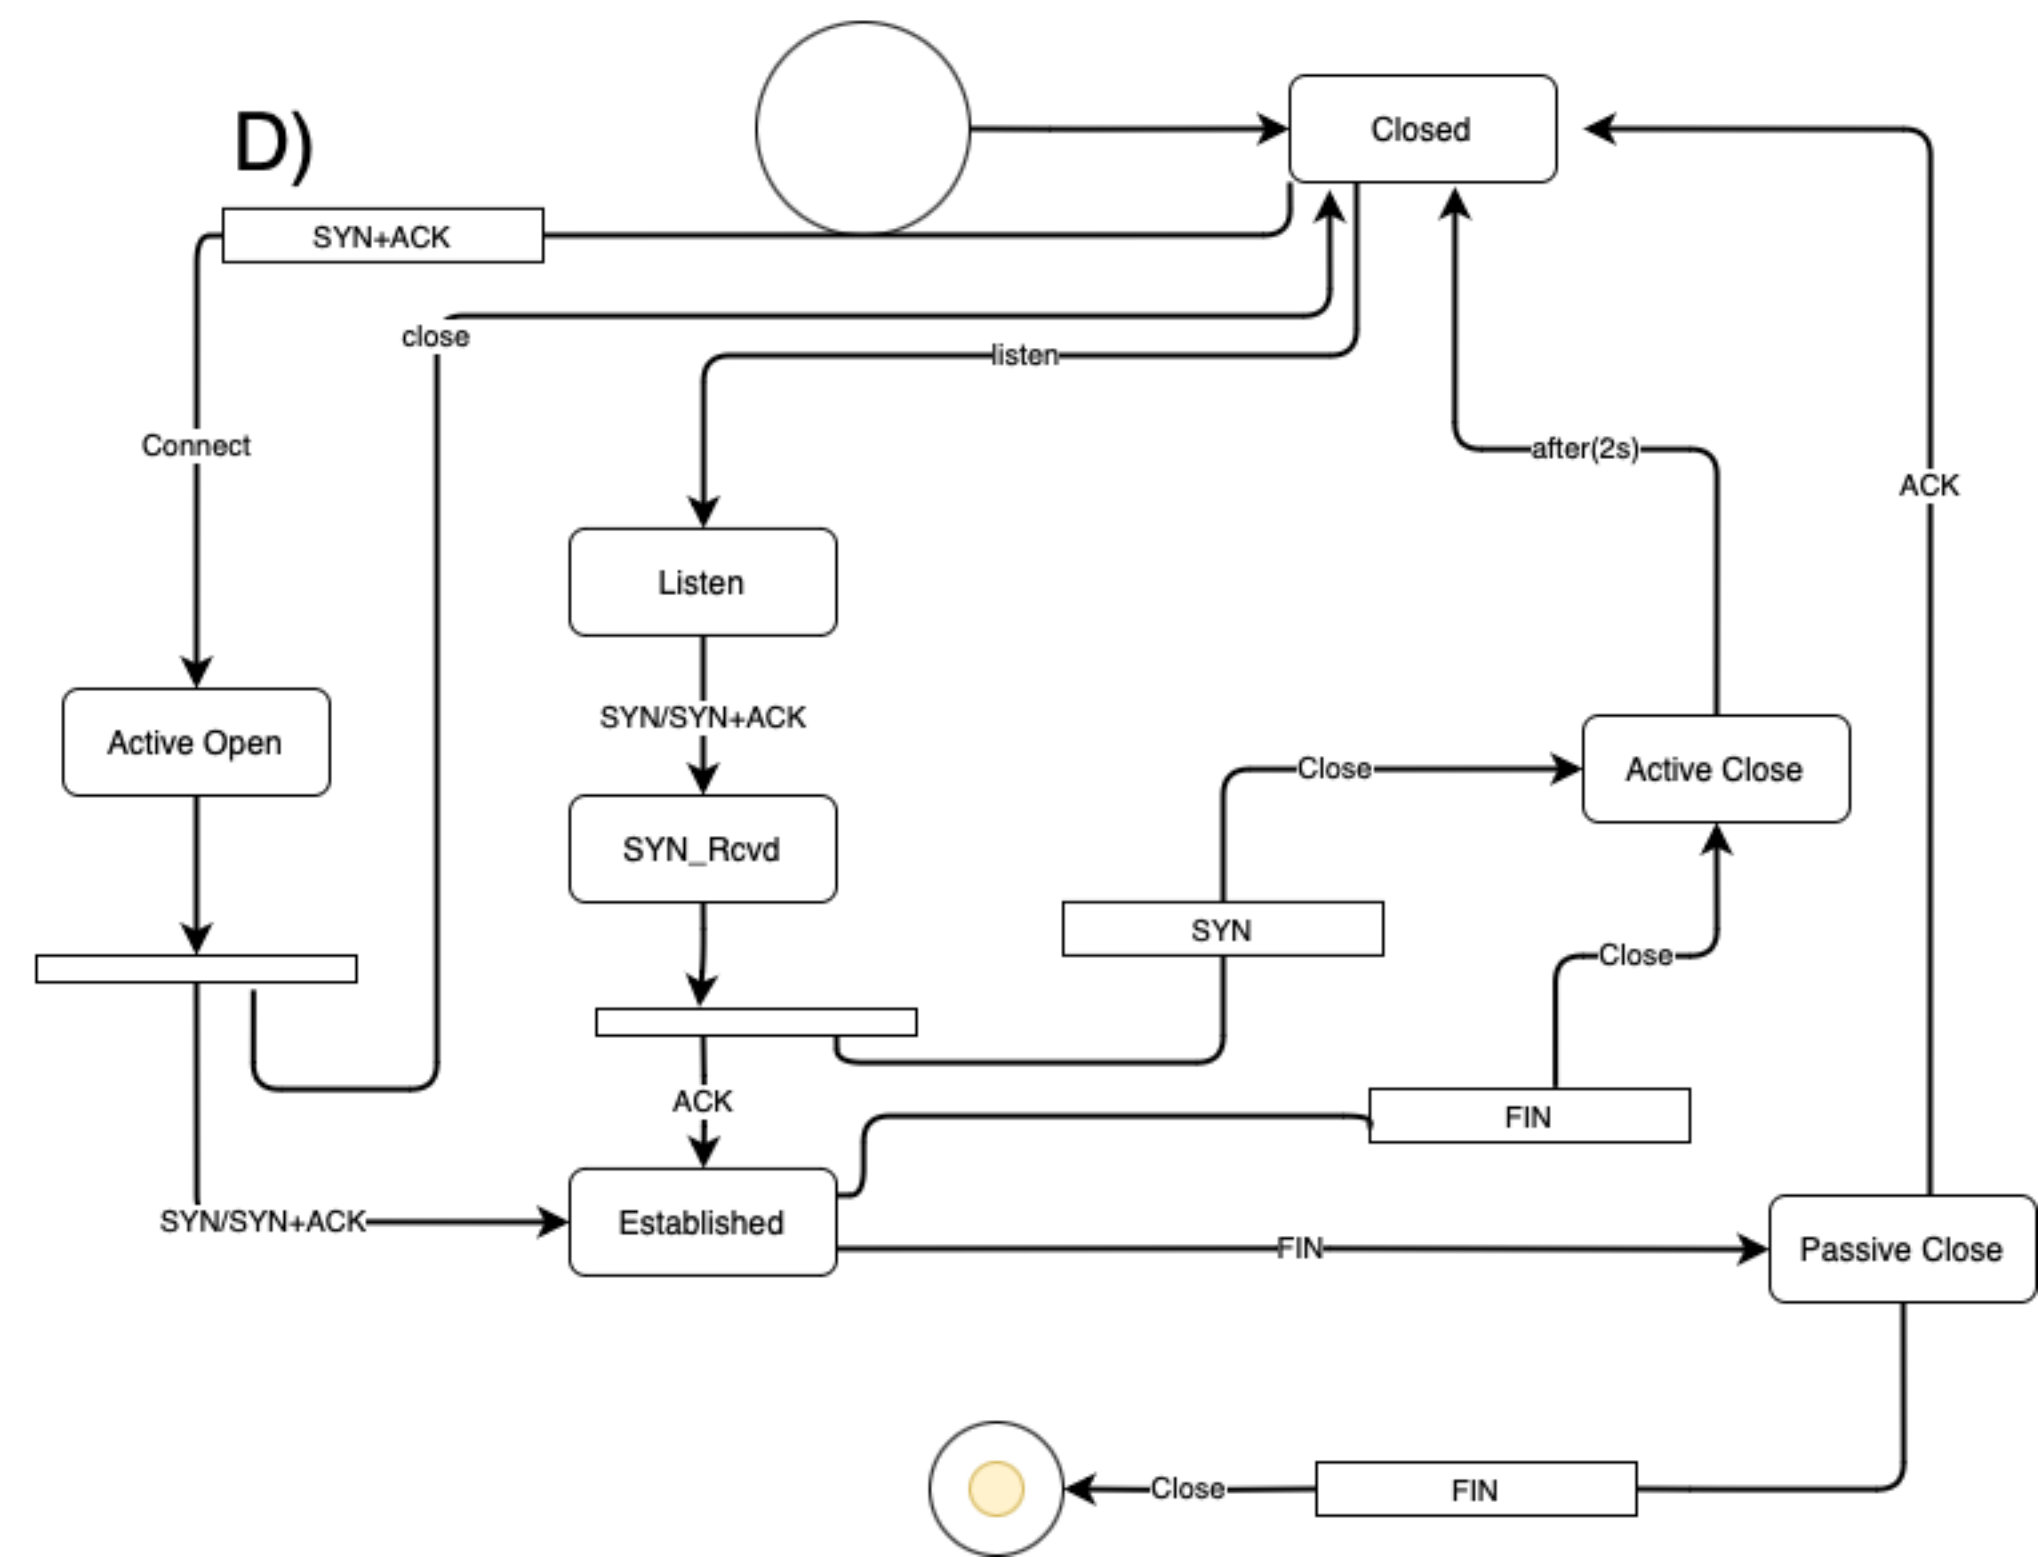 Closed
D)
SYN+ACK
close
listen
Connect
after(2s)
ACK
Listen
SYN/SYN+ACK
Active Open
Active Close
Close
SYN_Rcvd
SYN
Close
ACK
FIN
SYN/SYN+ACK
Established
FIN
Passive Close
Close
FIN